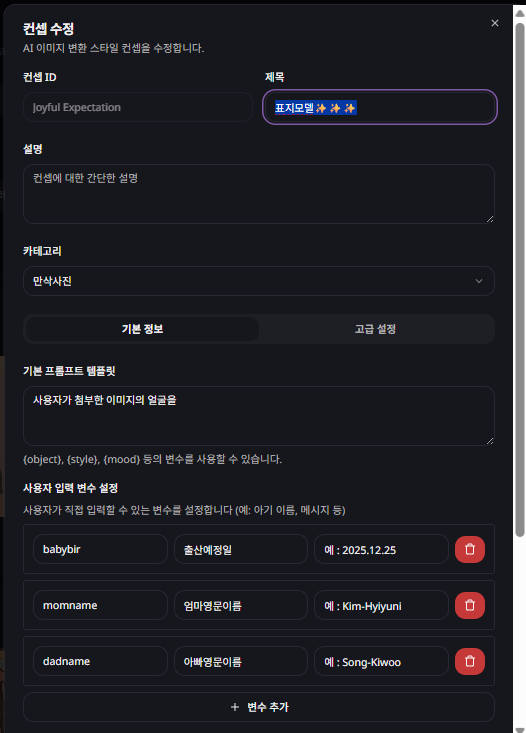 컨셉 수정
AI 이미지 변환 스타일 컨셉을 수정합니다.
컨셉 ID
제목
Joyful Expectation
표지모델✨✨✨
설명
컨셉에 대한 간단한 설명
카테고리
만삭사진
기본 정보
고급 설정
기본 프롬프트 템플릿
사용자가 첨부한 이미지의 얼굴을
{object}, {style}, {mood} 등의 변수를 사용할 수 있습니다.
사용자 입력 변수 설정
사용자가 직접 입력할 수 있는 변수를 설정합니다 (예: 아기 이름, 메시지 등)
babybir
출산예정일
예 : 2025.12.25
momname
엄마영문이름
예 : Kim-Hyiyuni
dadname
아빠영문이름
예 : Song-Kiwoo
+ 변수 추가